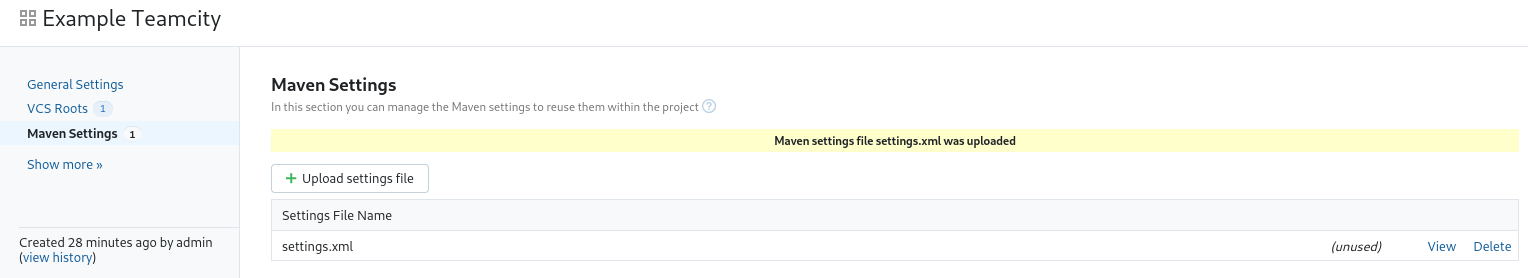 Example Teamcity
General Settings
VCS Roots 1
Maven Settings 1
Show more »
Created 28 minutes ago by admin
(view history)
Maven Settings
In this section you can manage the Maven settings to reuse them within the project ?
Maven settings file settings.xml was uploaded
+ Upload settings file
Settings File Name
settings.xml (unused) View Delete